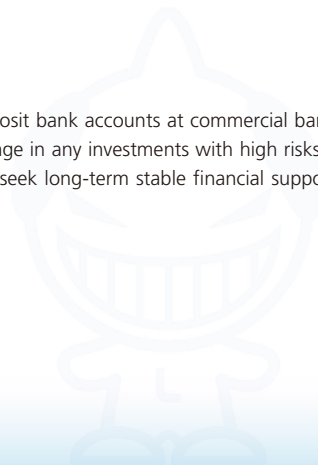 osit bank accounts at commercial ban
ge in any investments with high risks
seek long-term stable financial suppo